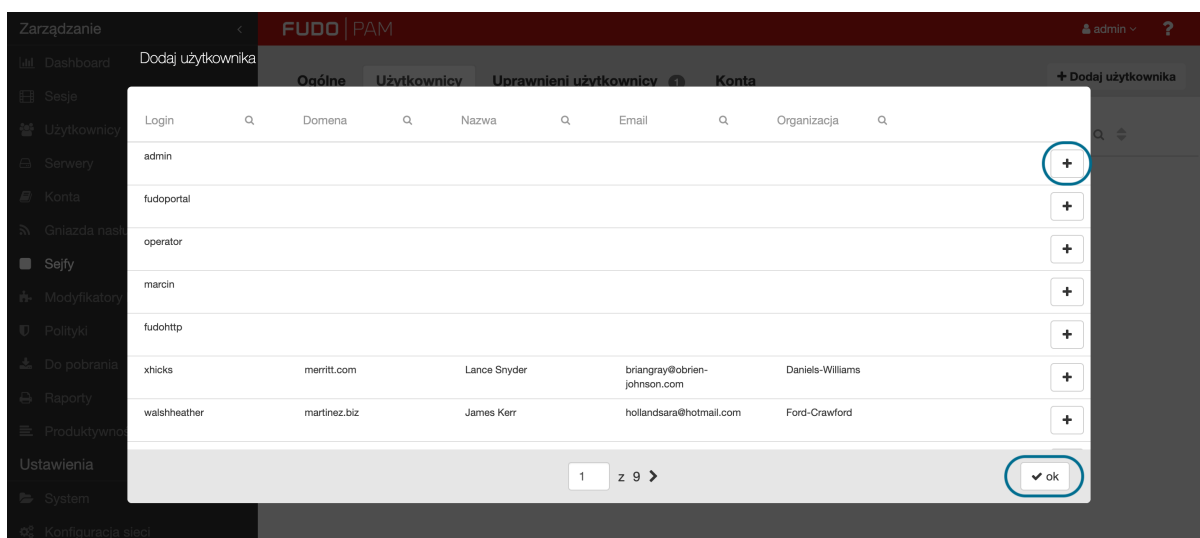 Zarządzanie
FUDO PAM
admin
?
Dashboard
Dodaj użytkownika
Ogólne Użytkownicy Uprawnieni użytkownicy 1 Konta
+ Dodaj użytkownika
Sesje
Użytkownicy
Serwery
Konta
Gniazda nasłu
Sejfy
Modyfikatory
Polityki
Do pobrania
Raporty
Produktywnoś
Ustawienia
System
Konfiguracja sieci
Login Domena Nazwa Email Organizacja
admin
fudoportal
operator
marcin
fudohttp
xhicks merritt.com Lance Snyder briangray@obrien- Daniels-Williams
johnson.com
walshheather martinez.biz James Kerr hollandsara@hotmail.com Ford-Crawford
1 z 9
ok